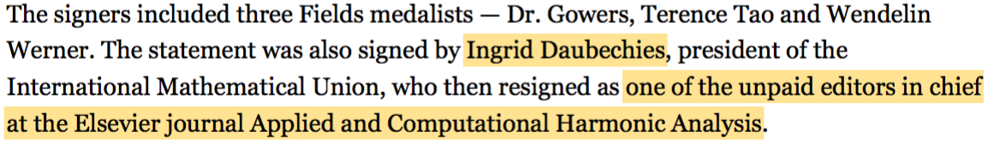 The signers included three Fields medalists — Dr. Gowers, Terence Tao and Wendelin
Werner. The statement was also signed by Ingrid Daubechies, president of the
International Mathematical Union, who then resigned as one of the unpaid editors in chief
at the Elsevier journal Applied and Computational Harmonic Analysis.